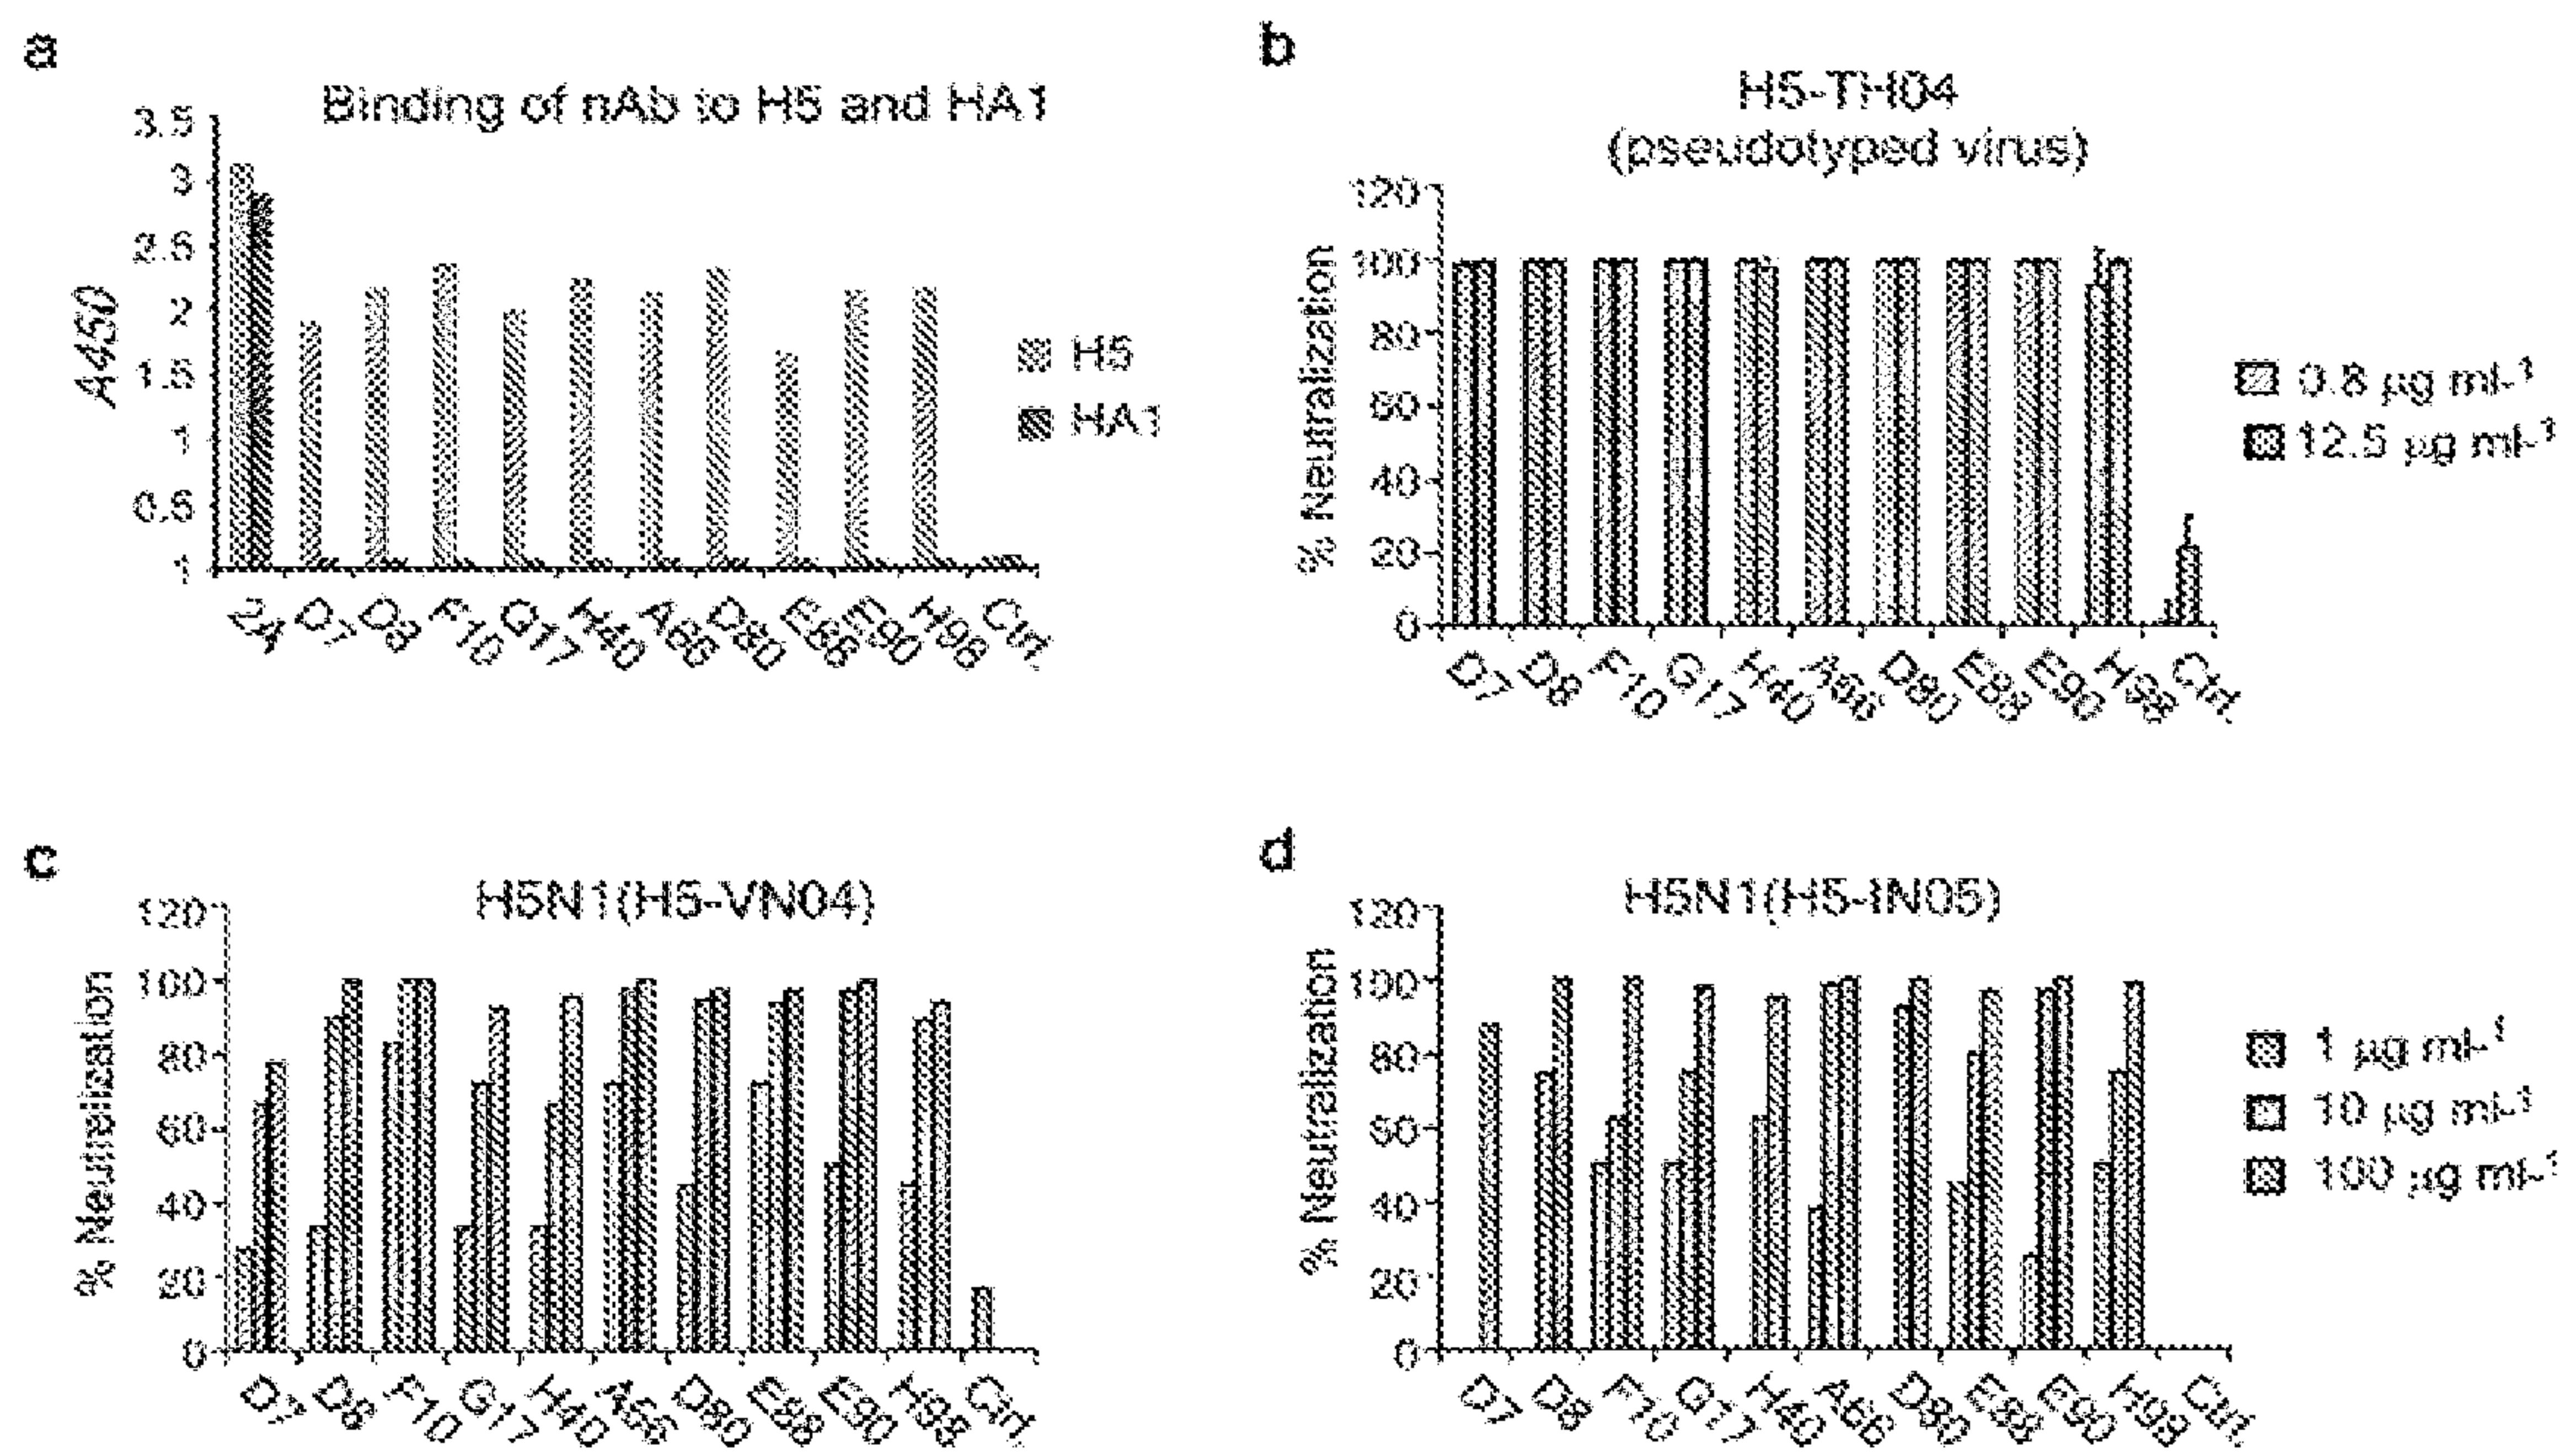 a
Binding of nAb to H5 and HA1
3.5
3
2.5
2
1.5
1
0.5
1
A450
2A
D7
D8
F10
G17
H40
A66
D80
E88
E90
H98
Ctrl.
H5
HA1
b
H5-TH04
(pseudotyped virus)
120
100
80
60
40
20
0
% Neutralization
D7
D8
F10
G17
H40
A66
D80
E88
E90
H98
Ctrl.
0.8 µg ml-1
12.5 µg ml-1
c
H5N1(H5-VN04)
120
100
80
60
40
20
0
% Neutralization
D7
D8
F10
G17
H40
A66
D80
E88
E90
H98
Ctrl.
d
H5N1(H5-IN05)
120
100
80
60
40
20
0
% Neutralization
D7
D8
F10
G17
H40
A66
D80
E88
E90
H98
Ctrl.
1 µg ml-1
10 µg ml-1
100 µg ml-1